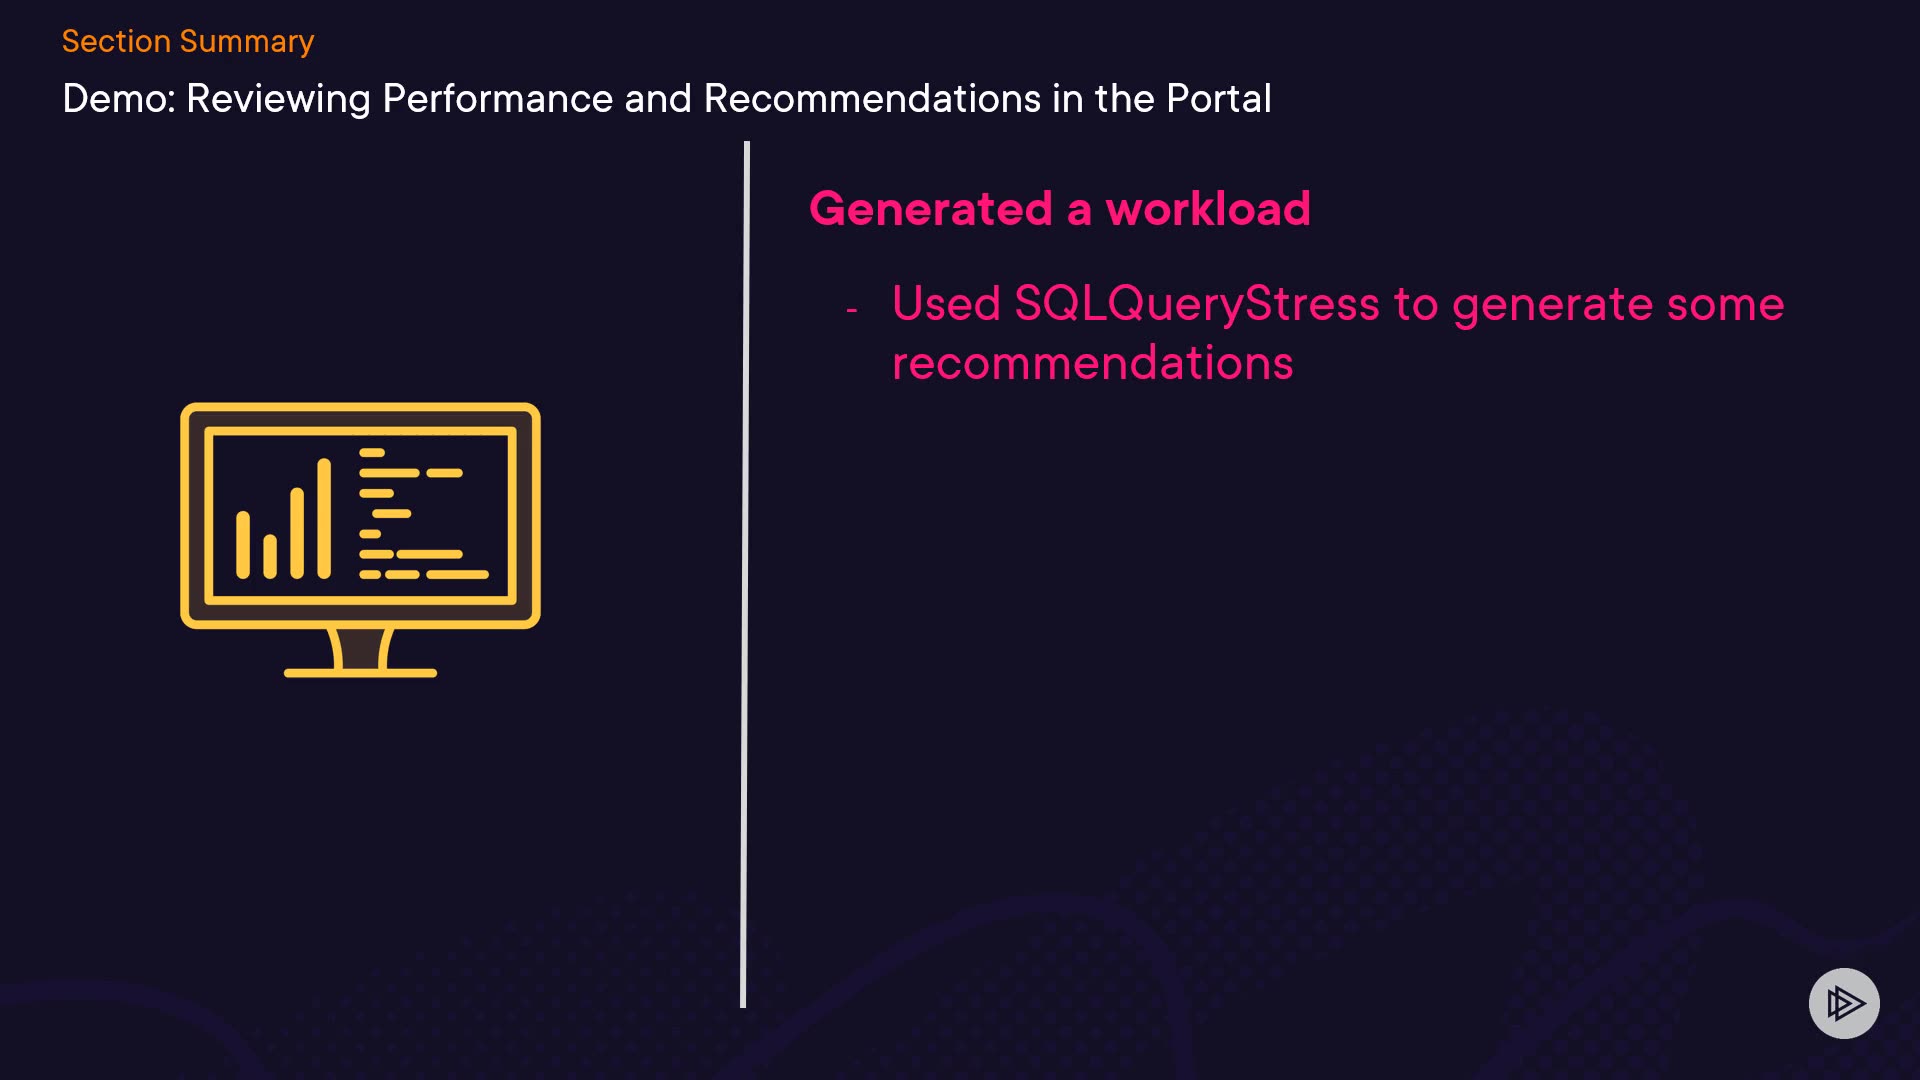 Section Summary
Demo: Reviewing Performance and Recommendations in the Portal
Generated a workload
- Used SQLQueryStress to generate some
recommendations